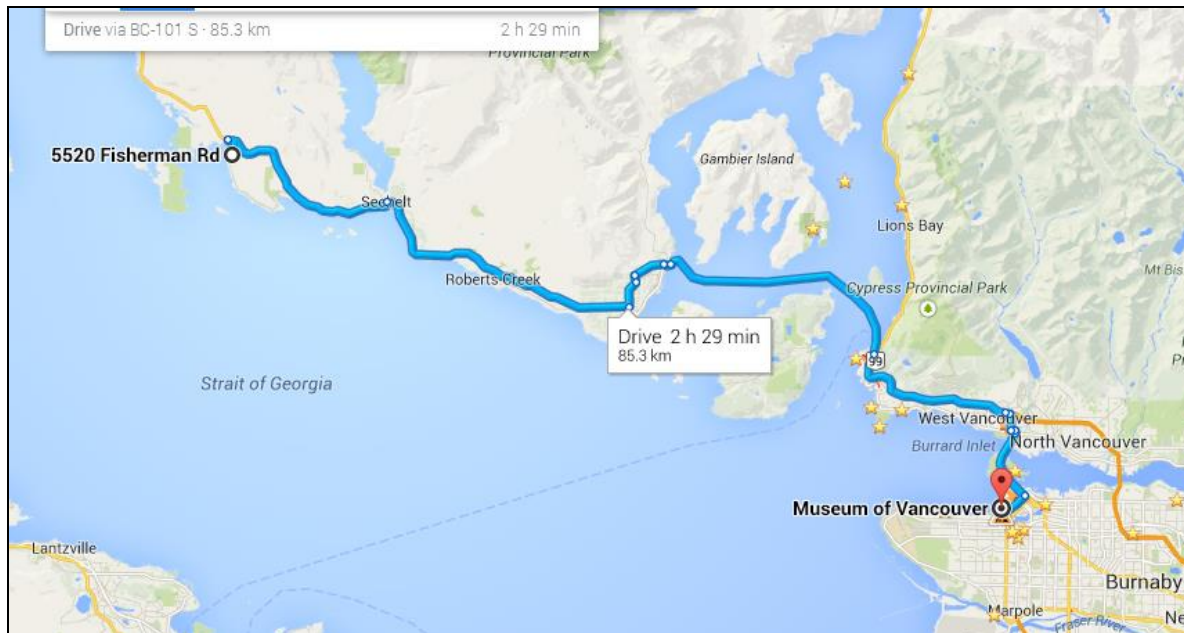 Drive via BC-101 S · 85.3 km 2 h 29 min
Provincial Park
5520 Fisherman Rd
Gambier Island
Sechelt
Lions Bay
Roberts Creek
Mt Bis
Cypress Provincial Park
Drive 2 h 29 min
85.3 km
99
Strait of Georgia
West Vancouver
Burrard Inlet
North Vancouver
Museum of Vancouver
Lantzville
Burnaby
Marpole
Fraser River
Ne